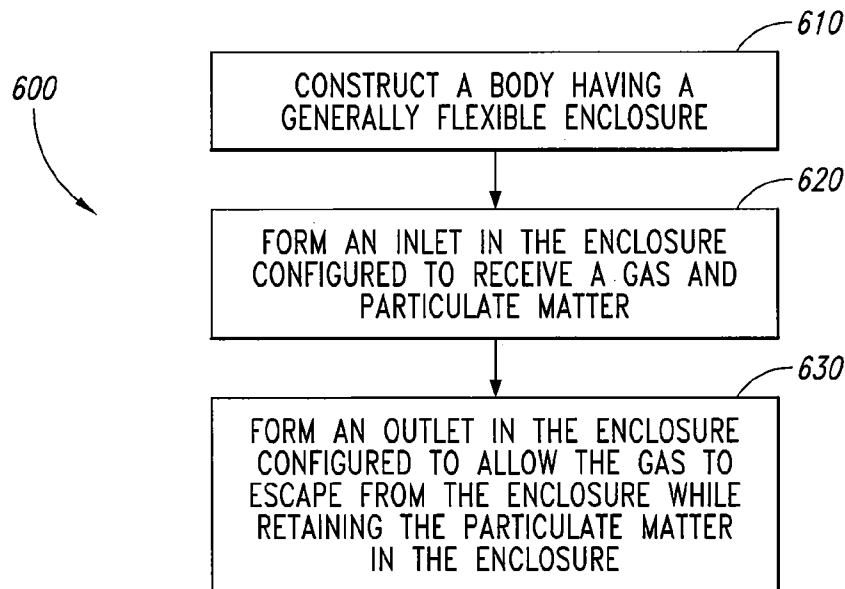 610
CONSTRUCT A BODY HAVING A
GENERALLY FLEXIBLE ENCLOSURE
600
620
FORM AN INLET IN THE ENCLOSURE
CONFIGURED TO RECEIVE A GAS AND
PARTICULATE MATTER
630
FORM AN OUTLET IN THE ENCLOSURE
CONFIGURED TO ALLOW THE GAS TO
ESCAPE FROM THE ENCLOSURE WHILE
RETAINING THE PARTICULATE MATTER
IN THE ENCLOSURE